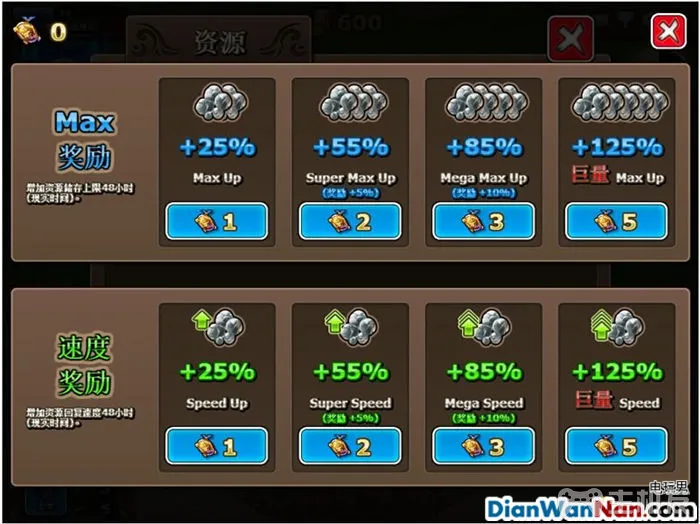 0
资源
600
Max
奖励
增加资源储存上限48小时
(现实时间)。
+25%
Max Up
1
+55%
Super Max Up
(奖励 +5%)
2
+85%
Mega Max Up
(奖励 +10%)
3
+125%
巨量 Max Up
5
速度
奖励
增加资源回复速度48小时
(现实时间)。
+25%
Speed Up
1
+55%
Super Speed
(奖励 +5%)
2
+85%
Mega Speed
(奖励 +10%)
3
+125%
巨量 Speed
5
电玩男
DianWanNan.com